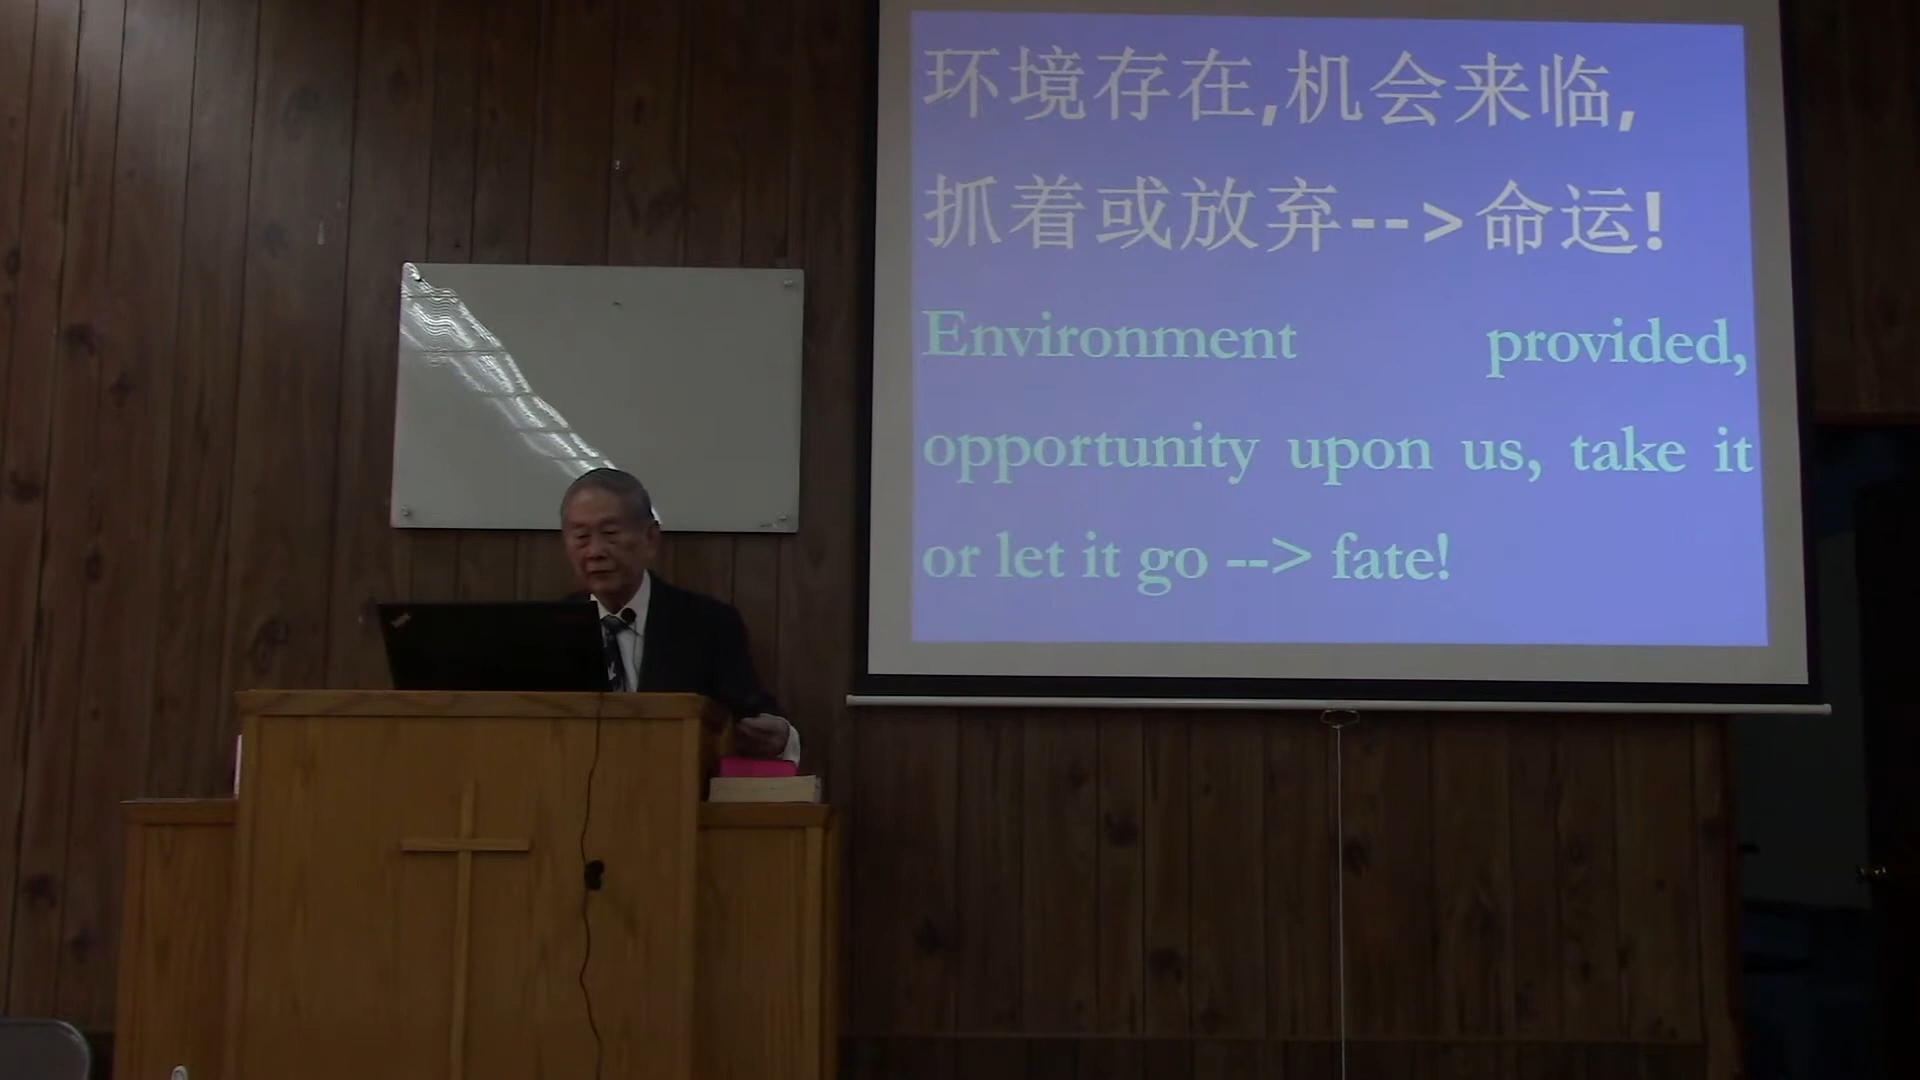 环境存在,机会来临,
抓着或放弃-->命运!
Environment provided,
opportunity upon us, take it
or let it go --> fate!